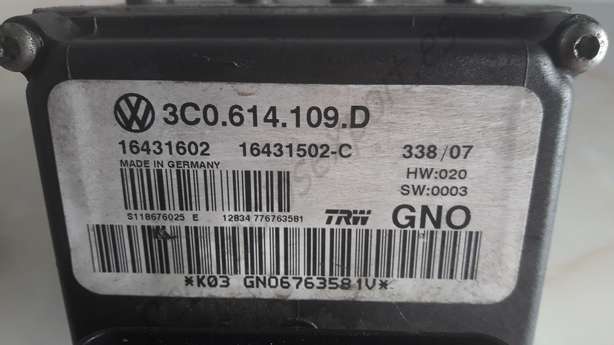 3C0.614.109.D
16431602 16431502-C 338/07
MADE IN GERMANY HW:020
SW:0003
S118676025 E 12834 776763581 TRW GNO
*K03 GNO6763581V*